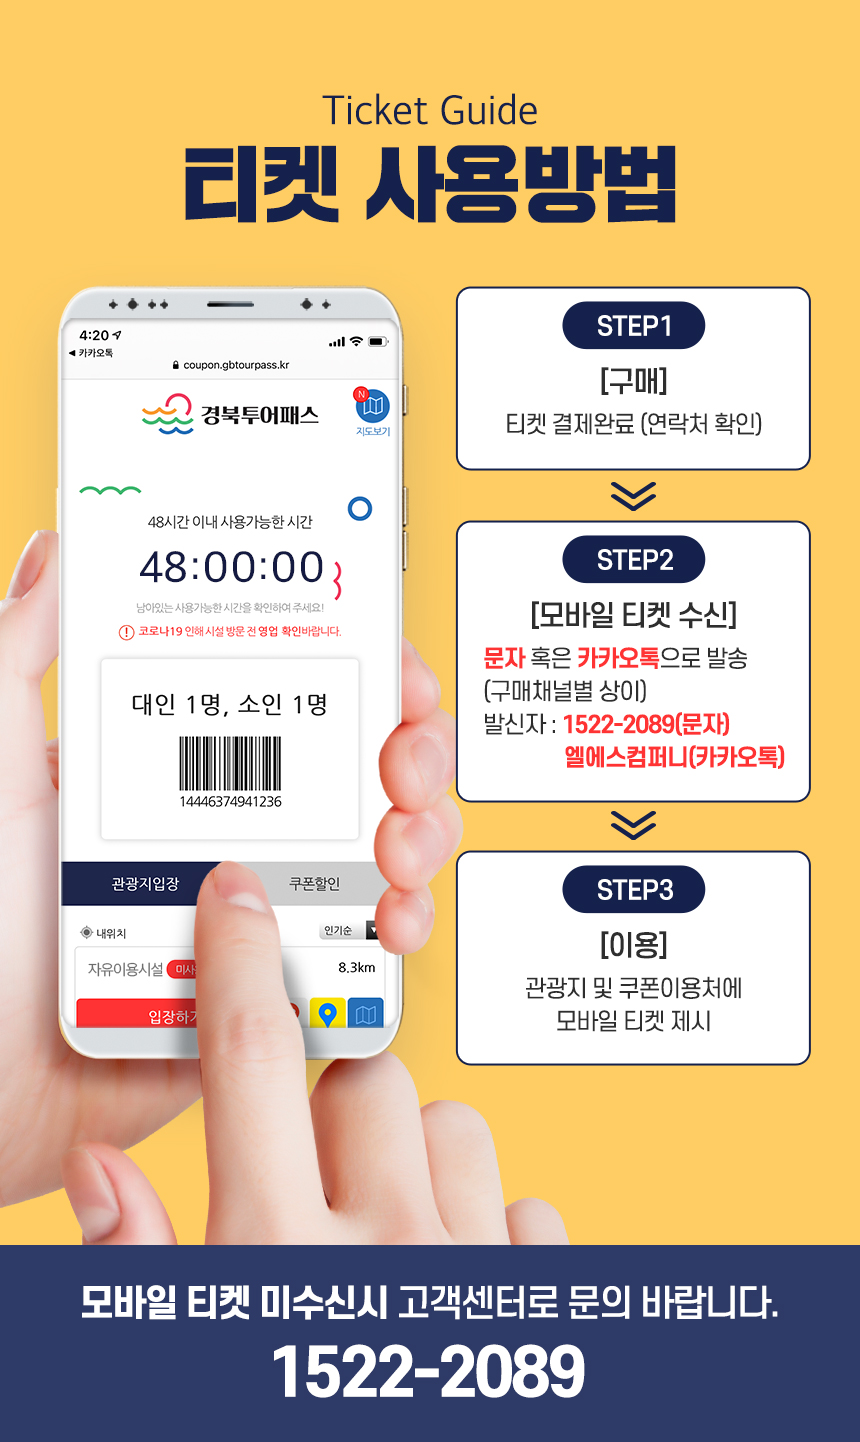 Ticket Guide
티켓 사용방법
4:20
카카오톡
coupon.gbtourpass.kr
경북투어패스
N
지도보기
48시간 이내 사용가능한 시간
48:00:00
남아있는 사용가능한 시간을 확인하여 주세요!
! 코로나19 인해 시설 방문 전 영업 확인바랍니다.
대인 1명, 소인 1명
14446374941236
관광지입장
쿠폰할인
내위치
인기순
자유이용시설
8.3km
STEP1
[구매]
티켓 결제완료 (연락처 확인)
STEP2
[모바일 티켓 수신]
문자 혹은 카카오톡으로 발송
(구매채널별 상이)
발신자 : 1522-2089(문자)
엘에스컴퍼니(카카오톡)
STEP3
[이용]
관광지 및 쿠폰이용처에
모바일 티켓 제시
모바일 티켓 미수신시 고객센터로 문의 바랍니다.
1522-2089